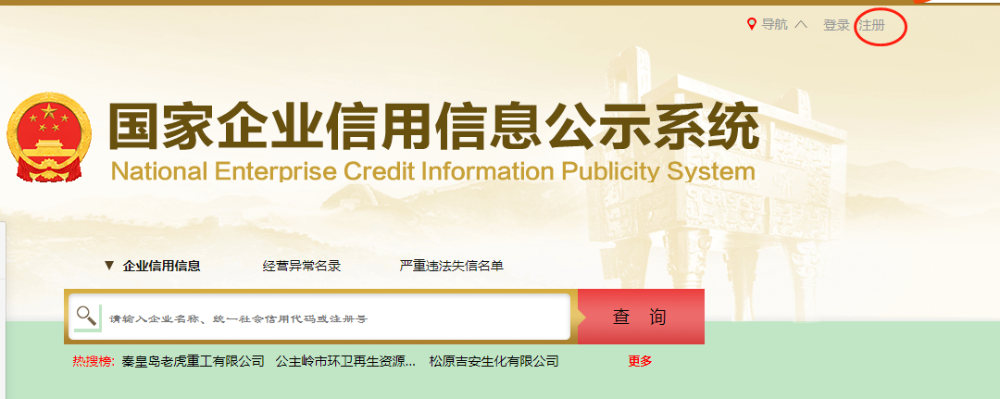 导航 登录 注册
国家企业信用信息公示系统
National Enterprise Credit Information Publicity System
▼ 企业信用信息 经营异常名录 严重违法失信名单
请输入企业名称、统一社会信用代码或注册号 查 询
热搜榜: 秦皇岛老虎重工有限公司 公主岭市环卫再生资源... 松原吉安生化有限公司 更多